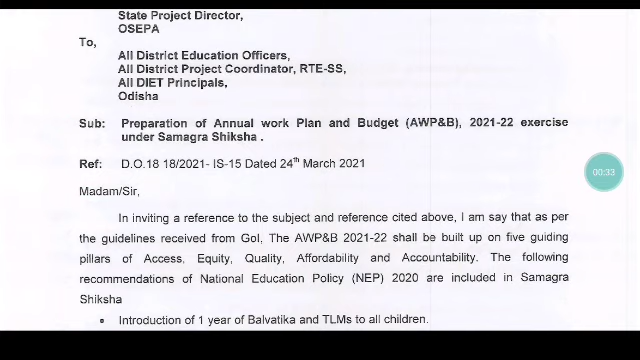 State Project Director,
OSEPA
To,
All District Education Officers,
All District Project Coordinator, RTE-SS,
All DIET Principals,
Odisha
Sub: Preparation of Annual work Plan and Budget (AWP&B), 2021-22 exercise
under Samagra Shiksha .
Ref: D.O.18 18/2021- IS-15 Dated 24th March 2021
Madam/Sir,
In inviting a reference to the subject and reference cited above, I am say that as per
the guidelines received from GoI, The AWP&B 2021-22 shall be built up on five guiding
pillars of Access, Equity, Quality, Affordability and Accountability. The following
recommendations of National Education Policy (NEP) 2020 are included in Samagra
Shiksha
• Introduction of 1 year of Balvatika and TLMs to all children.
00:33